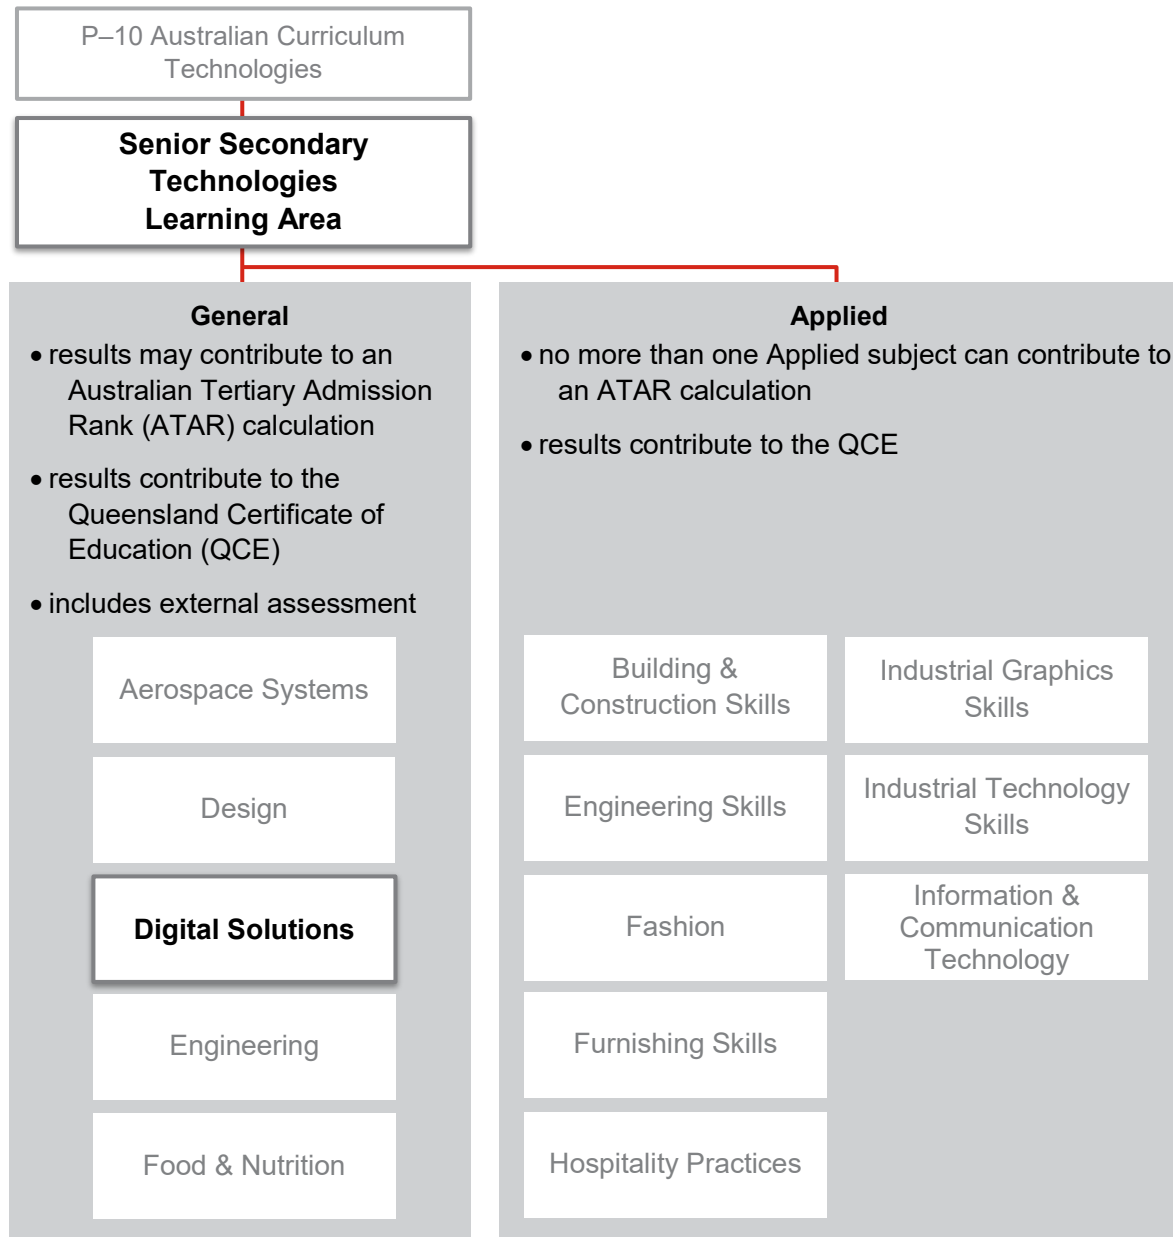 P–10 Australian Curriculum
Technologies
Senior Secondary
Technologies
Learning Area
General
• results may contribute to an
Australian Tertiary Admission
Rank (ATAR) calculation
• results contribute to the
Queensland Certificate of
Education (QCE)
• includes external assessment
Aerospace Systems
Design
Digital Solutions
Engineering
Food & Nutrition
Applied
• no more than one Applied subject can contribute to
an ATAR calculation
• results contribute to the QCE
Building &
Construction Skills
Engineering Skills
Fashion
Furnishing Skills
Hospitality Practices
Industrial Graphics
Skills
Industrial Technology
Skills
Information &
Communication
Technology